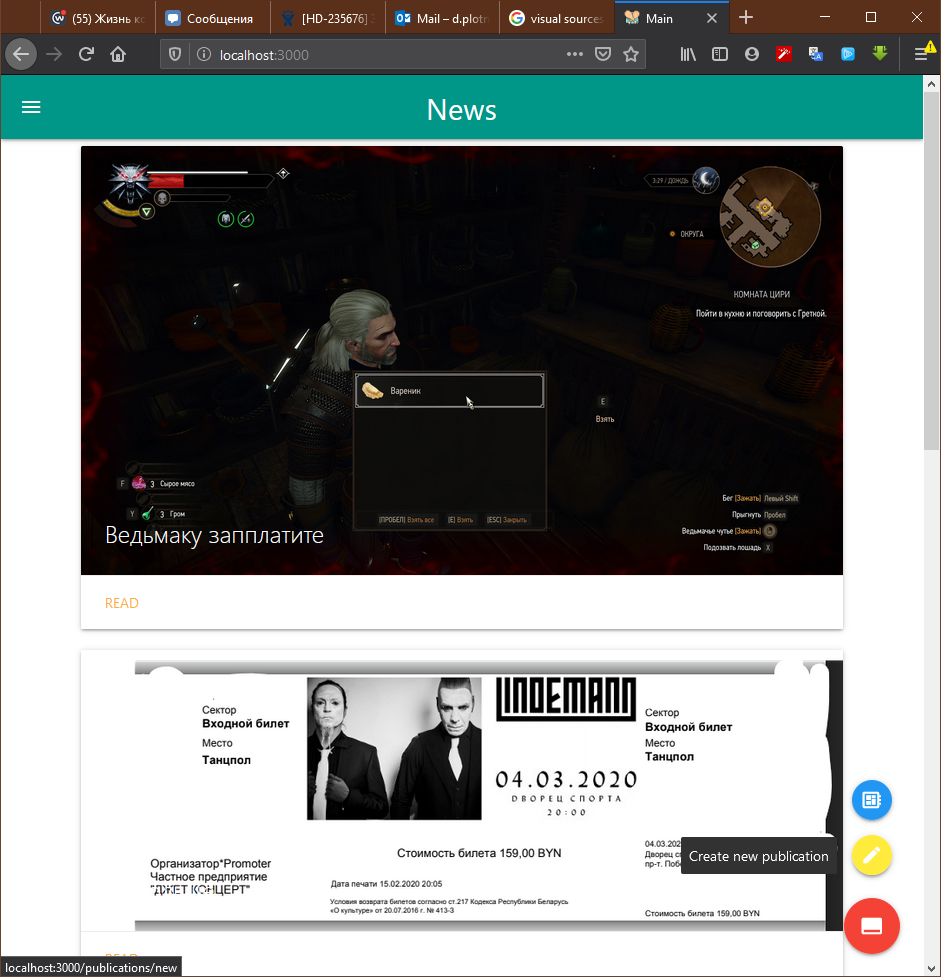 (55) Жизнь ко
Сообщения
[HD-235676]
Mail – d.plotn
visual sources
Main
localhost:3000
News
3:29 / ДОЖДЬ
ОКРУГА
КОМНАТА ЦИРИ
Пойти в кухню и поговорить с Греткой.
Вареник
E
Взять
F 3 Сырое мясо
Y 3 Гром
[ПРОБЕЛ] Взять все [E] Взять [ESC] Закрыть
Бег [Зажать] Левый Shift
Прыгнуть Пробел
Ведьмачье чутье [Зажать]
Подозвать лошадь X
Ведьмаку запплатите
READ
Сектор
Входной билет
Место
Танцпол
LINDEMANN
04.03.2020
ДВОРЕЦ СПОРТА
20:00
Сектор
Входной билет
Место
Танцпол
Стоимость билета 159,00 BYN
04.03.202
Дворец сп
пр-т. Побе
Create new publication
Организатор*Promoter
Частное предприятие
"ДЖЕТ КОНЦЕРТ"
Дата печати 15.02.2020 20:05
Условия возврата билетов согласно ст.217 Кодекса Республики Беларусь
«О культуре» от 20.07.2016 г. № 413-3
Стоимость билета 159,00 BYN
READ
localhost:3000/publications/new